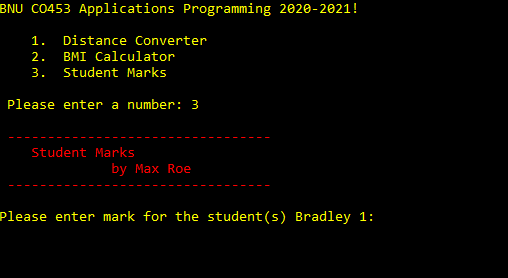 BNU CO453 Applications Programming 2020-2021!
1. Distance Converter
2. BMI Calculator
3. Student Marks
Please enter a number: 3
---------------------------------
Student Marks
by Max Roe
---------------------------------
Please enter mark for the student(s) Bradley 1: